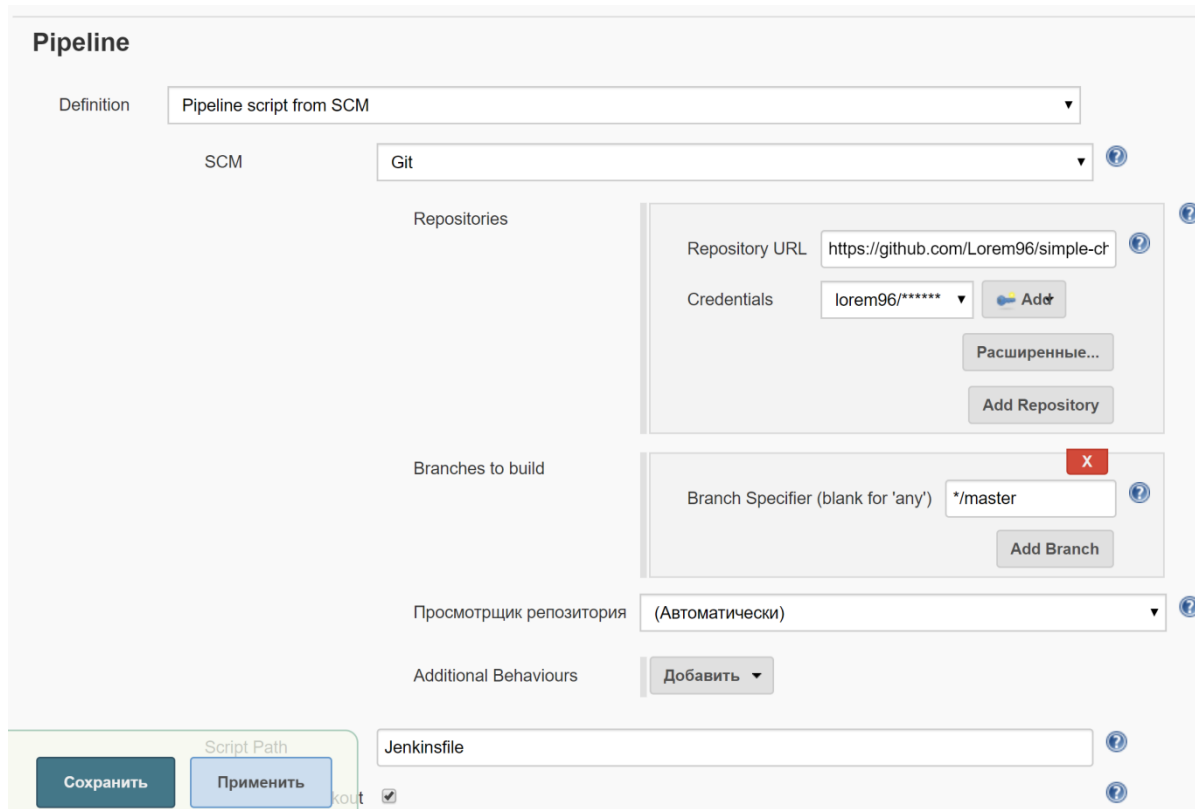 Pipeline
Definition
Pipeline script from SCM
SCM
Git
Repositories
Repository URL
https://github.com/Lorem96/simple-ch
Credentials
lorem96/******
Add
Расширенные...
Add Repository
Branches to build
X
Branch Specifier (blank for 'any')
*/master
Add Branch
Просмотрщик репозитория
(Автоматически)
Additional Behaviours
Добавить
Script Path
Jenkinsfile
Сохранить
Применить
kout